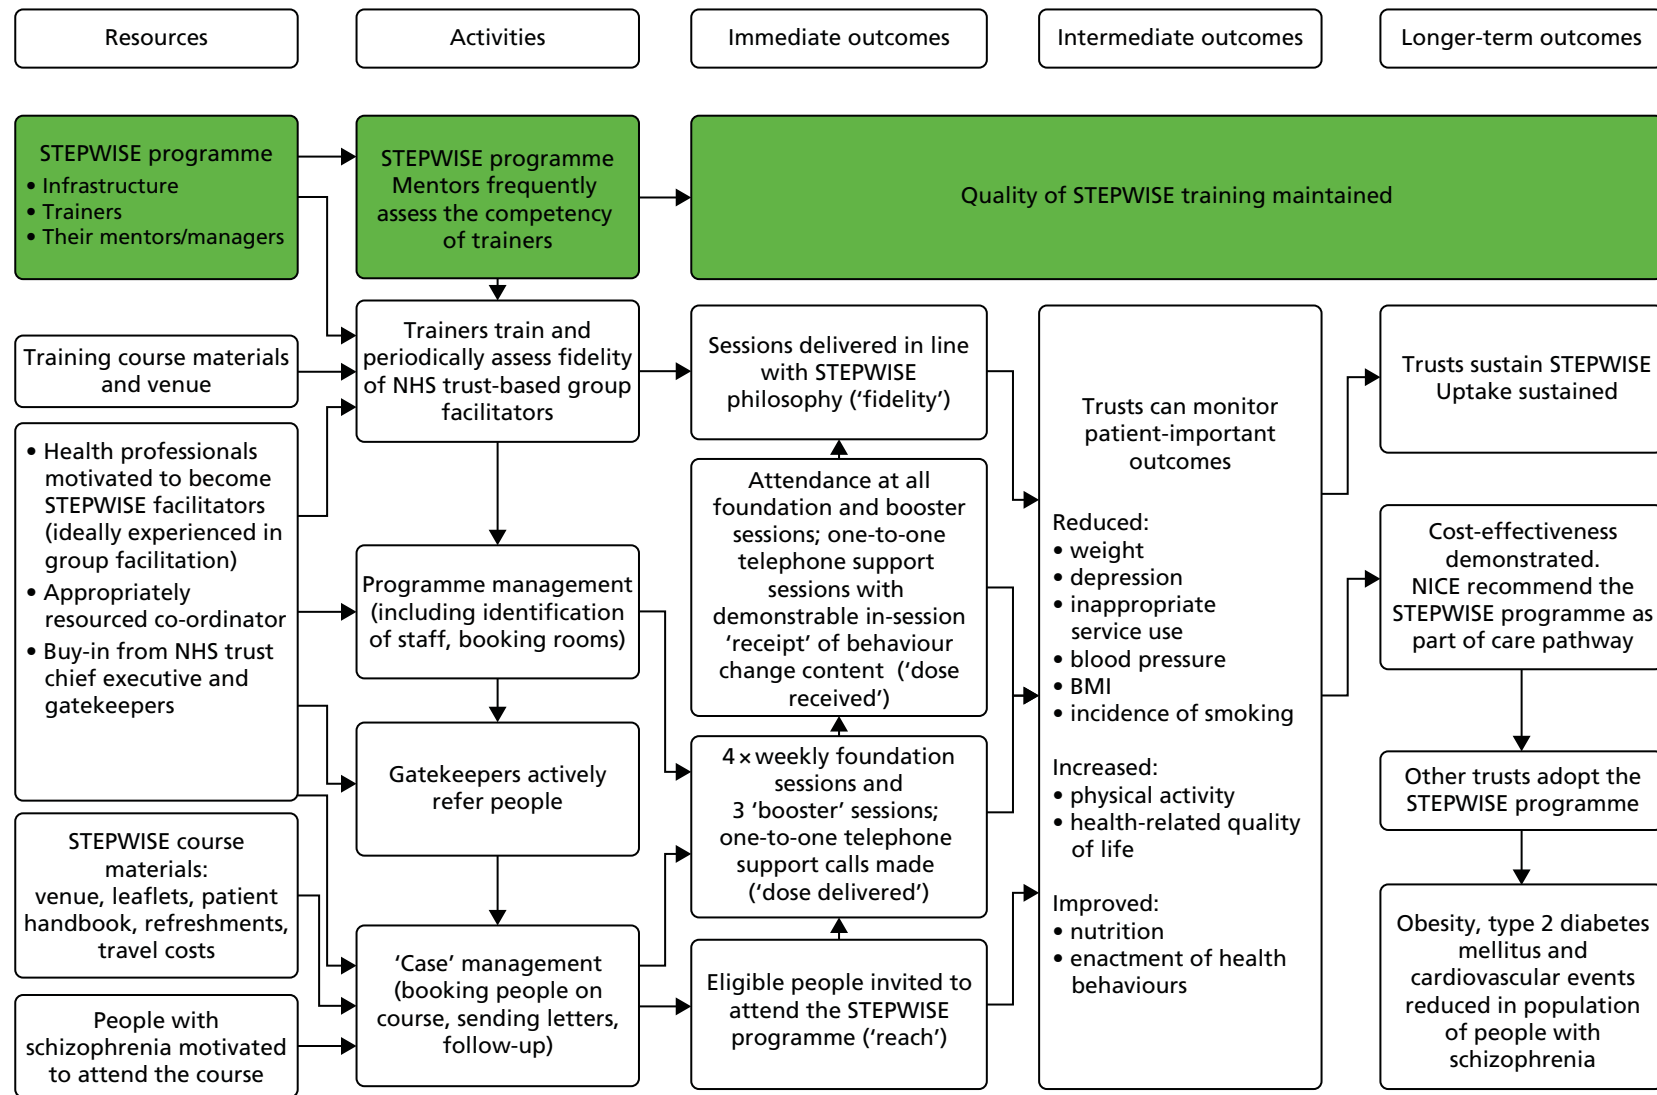 Resources
Activities
Immediate outcomes
Intermediate outcomes
Longer-term outcomes
STEPWISE programme
• Infrastructure
• Trainers
• Their mentors/managers
STEPWISE programme
Mentors frequently
assess the competency
of trainers
Quality of STEPWISE training maintained
Training course materials
and venue
• Health professionals
motivated to become
STEPWISE facilitators
(ideally experienced in
group facilitation)
• Appropriately
resourced co-ordinator
• Buy-in from NHS trust
chief executive and
gatekeepers
STEPWISE course
materials:
venue, leaflets, patient
handbook, refreshments,
travel costs
People with
schizophrenia motivated
to attend the course
Trainers train and
periodically assess fidelity
of NHS trust-based group
facilitators
Programme management
(including identification
of staff, booking rooms)
Gatekeepers actively
refer people
‘Case’ management
(booking people on
course, sending letters,
follow-up)
Sessions delivered in line
with STEPWISE
philosophy (‘fidelity’)
Attendance at all
foundation and booster
sessions; one-to-one
telephone support
sessions with
demonstrable in-session
‘receipt’ of behaviour
change content (‘dose
received’)
4 × weekly foundation
sessions and
3 ‘booster’ sessions;
one-to-one telephone
support calls made
(‘dose delivered’)
Eligible people invited to
attend the STEPWISE
programme (‘reach’)
Trusts can monitor
patient-important
outcomes
Reduced:
• weight
• depression
• inappropriate
service use
• blood pressure
• BMI
• incidence of smoking
Increased:
• physical activity
• health-related quality
of life
Improved:
• nutrition
• enactment of health
behaviours
Trusts sustain STEPWISE
Uptake sustained
Cost-effectiveness
demonstrated.
NICE recommend the
STEPWISE programme as
part of care pathway
Other trusts adopt the
STEPWISE programme
Obesity, type 2 diabetes
mellitus and
cardiovascular events
reduced in population
of people with
schizophrenia